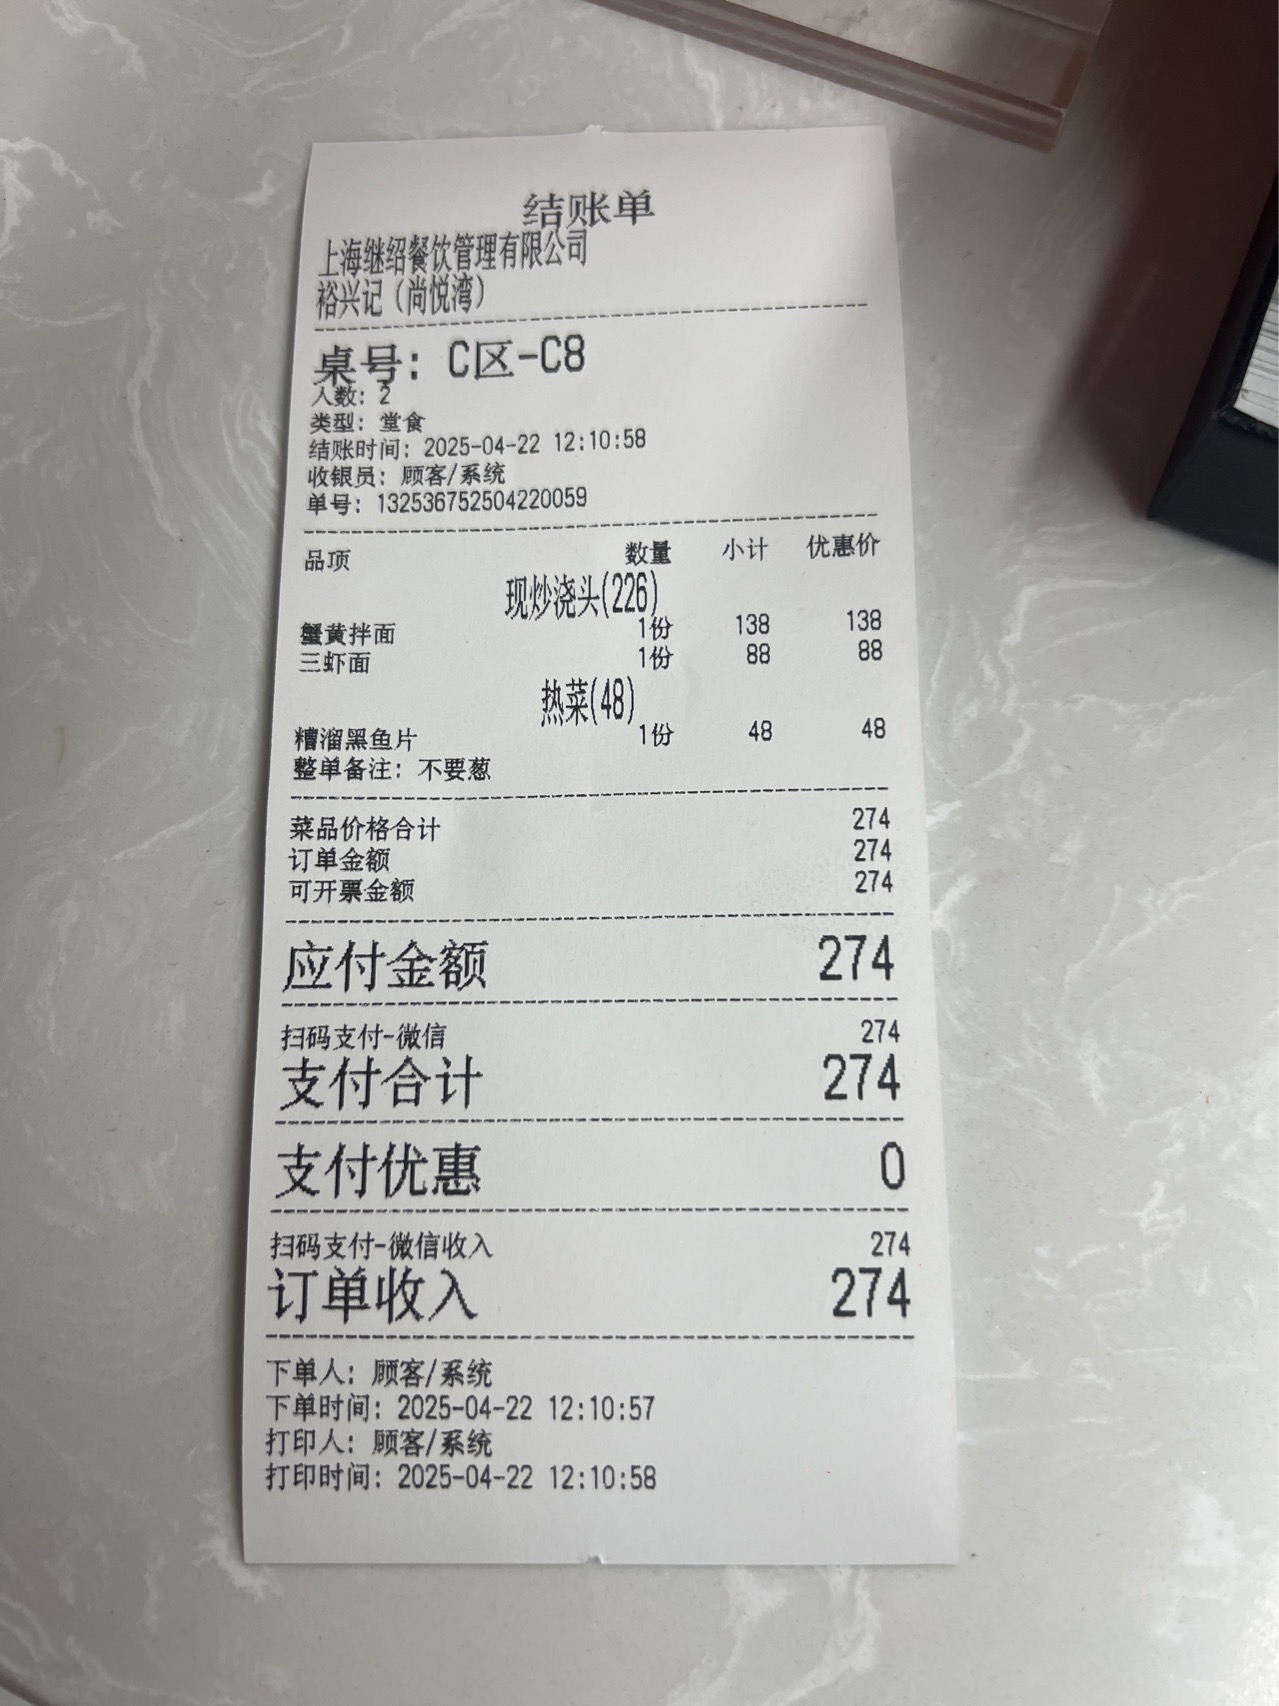 结账单
上海继绍餐饮管理有限公司
裕兴记（尚悦湾）
桌号: C区-C8
人数: 2
类型: 堂食
结账时间: 2025-04-22 12:10:58
收银员: 顾客/系统
单号: 132536752504220059
品项 数量 小计 优惠价
现炒浇头(226)
蟹黄拌面 1份 138 138
三虾面 1份 88 88
热菜(48)
糟溜黑鱼片 1份 48 48
整单备注: 不要葱
菜品价格合计 274
订单金额 274
可开票金额 274
应付金额 274
扫码支付-微信 274
支付合计 274
支付优惠 0
扫码支付-微信收入 274
订单收入 274
下单人: 顾客/系统
下单时间: 2025-04-22 12:10:57
打印人: 顾客/系统
打印时间: 2025-04-22 12:10:58